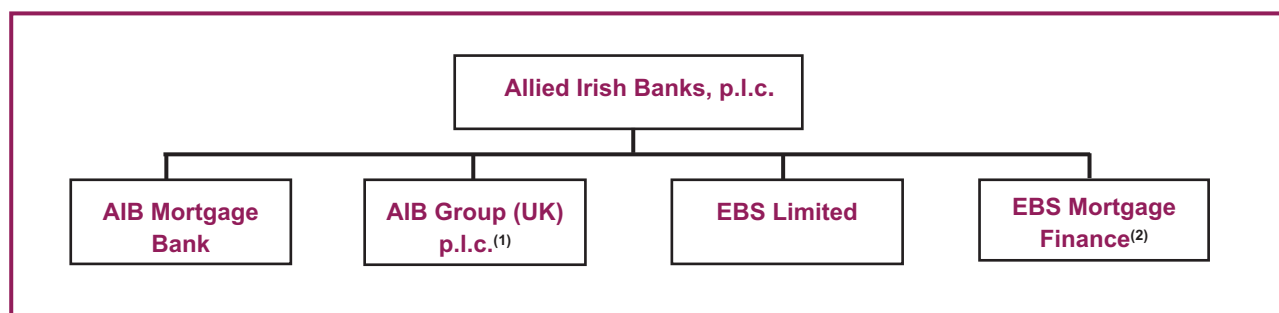 Allied Irish Banks, p.l.c.
AIB Mortgage
Bank
AIB Group (UK)
p.l.c.(1)
EBS Limited
EBS Mortgage
Finance(2)